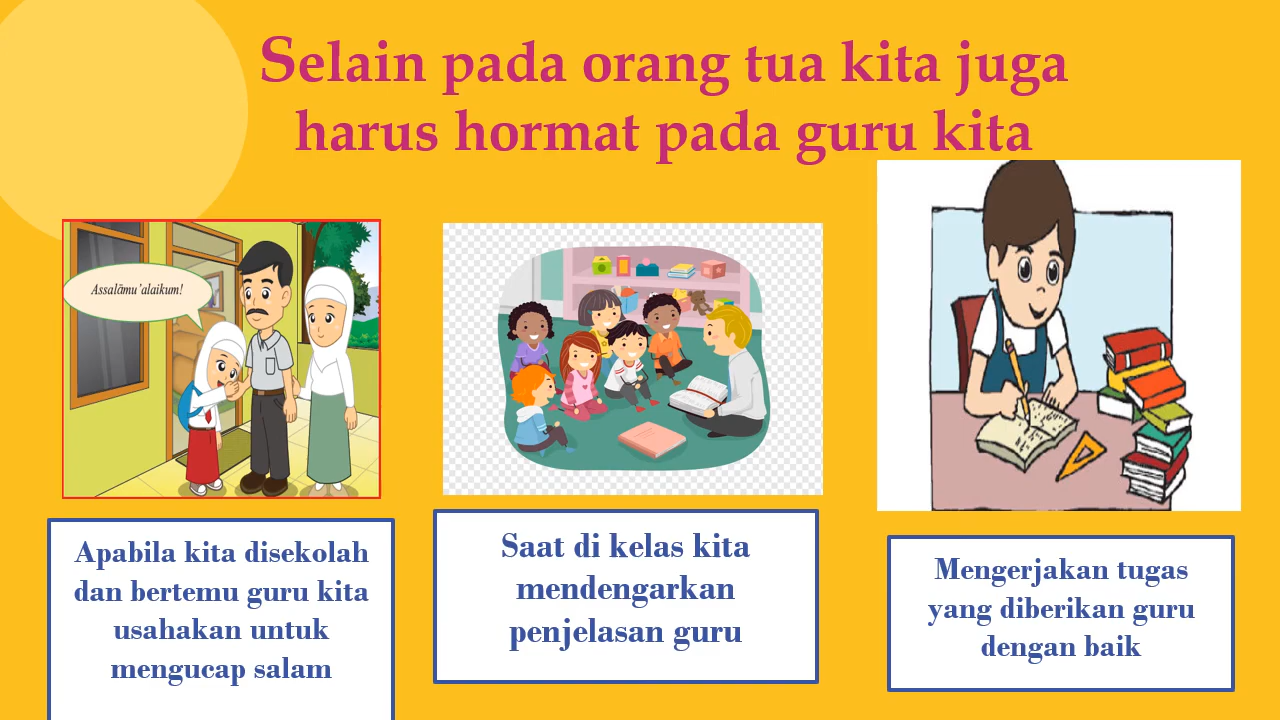 Selain pada orang tua kita juga
harus hormat pada guru kita
Assalāmu'alaikum!
Apabila kita disekolah
dan bertemu guru kita
usahakan untuk
mengucap salam
Saat di kelas kita
mendengarkan
penjelasan guru
Mengerjakan tugas
yang diberikan guru
dengan baik